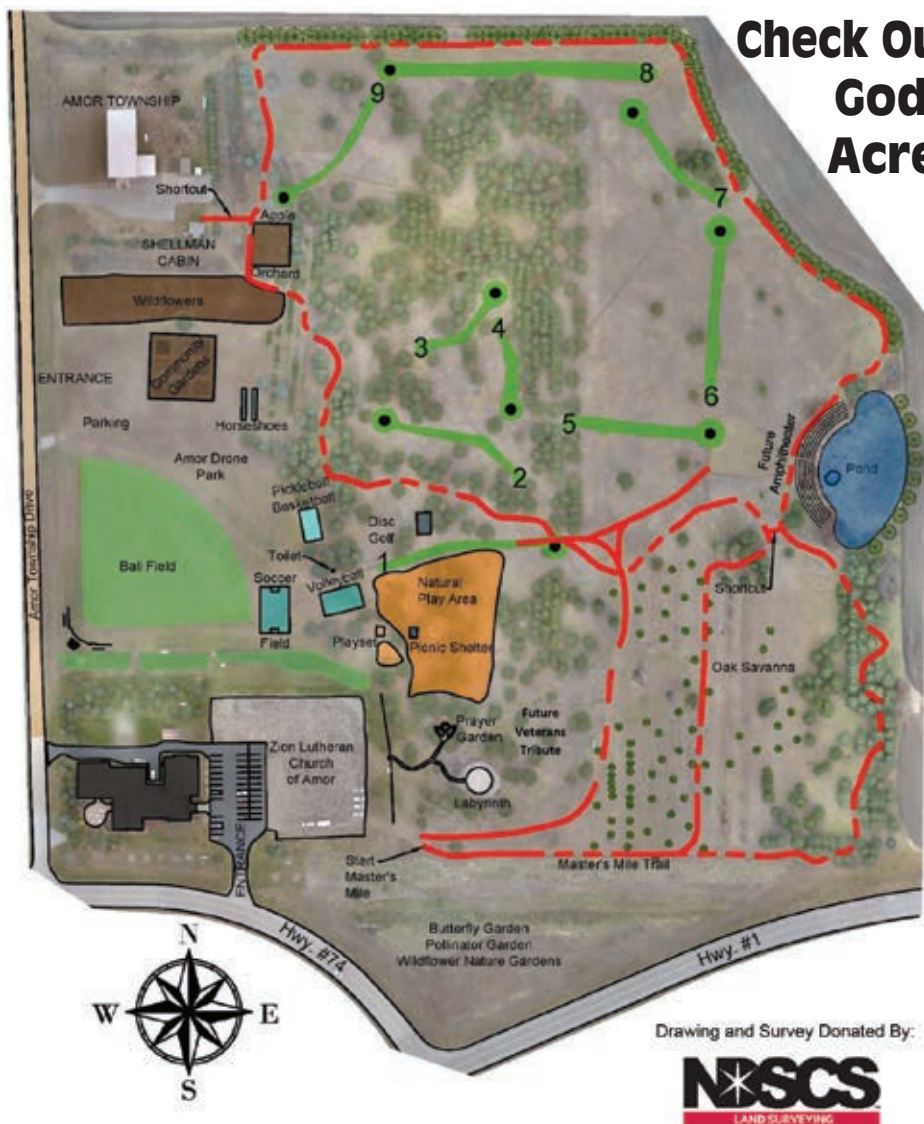 Check Ou
God
Acre
AMOR TOWNSHIP
9
8
Shortcut
Apple
7
SHELLMAN
CABIN
Orchard
Wildflowers
3
4
ENTRANCE
Community
Gardens
6
5
Parking
Horseshoes
Future
Amphitheater
Pond
Amor Drone
Park
2
Pickleball
Basketball
Disc
Golf
Amor Township Drive
Ball Field
Toilet
Volleyball
Soccer
Field
Natural
Play Area
Shortcut
Playset
Picnic Shelter
Oak Savanna
Prayer
Garden
Future
Veterans
Tribute
Zion Lutheran
Church
of Amor
Labyrinth
ENTRANCE
Start
Master's
Mile
Master's Mile Trail
Hwy. #74
Butterfly Garden
Pollinator Garden
Wildflower Nature Gardens
Hwy. #1
N
W
E
S
Drawing and Survey Donated By:
NDSCS
LAND SURVEYING